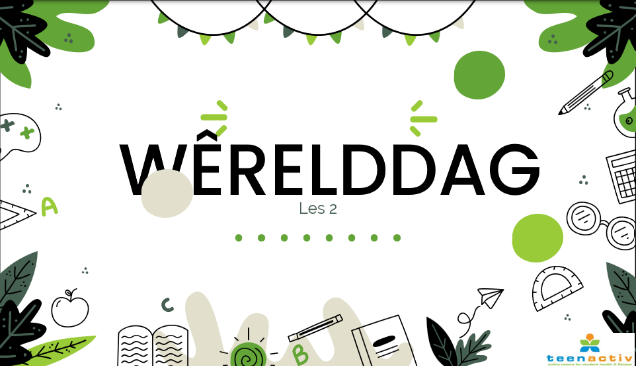 WÊRELDDAG
Les 2
A
C
B
teenactiv